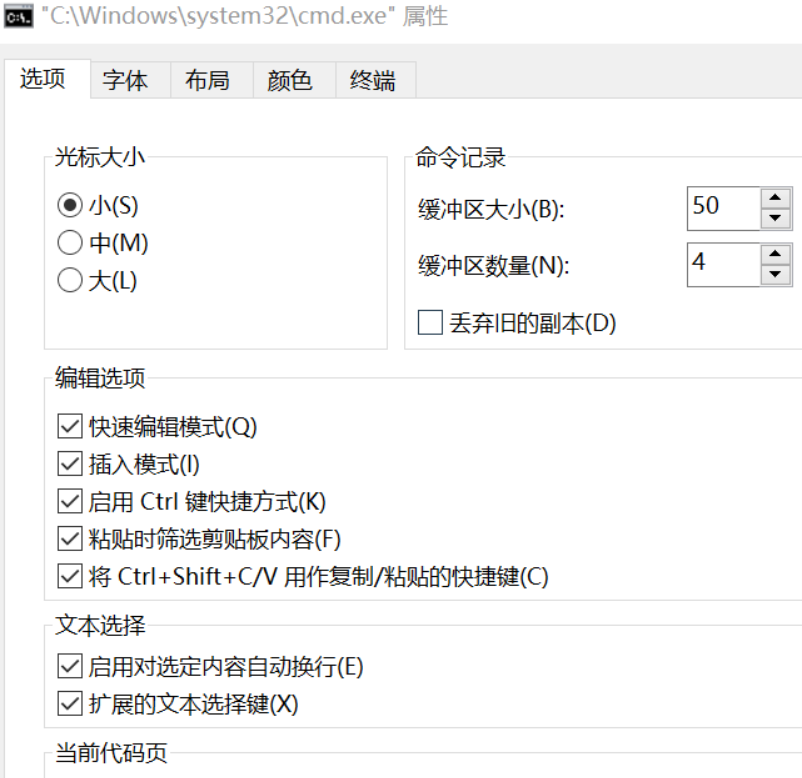 "C:\Windows\system32\cmd.exe" 属性
选项 字体 布局 颜色 终端
光标大小
小(S)
中(M)
大(L)
命令记录
缓冲区大小(B): 50
缓冲区数量(N): 4
丢弃旧的副本(D)
编辑选项
快速编辑模式(Q)
插入模式(I)
启用 Ctrl 键快捷方式(K)
粘贴时筛选剪贴板内容(F)
将 Ctrl+Shift+C/V 用作复制/粘贴的快捷键(C)
文本选择
启用对选定内容自动换行(E)
扩展的文本选择键(X)
当前代码页